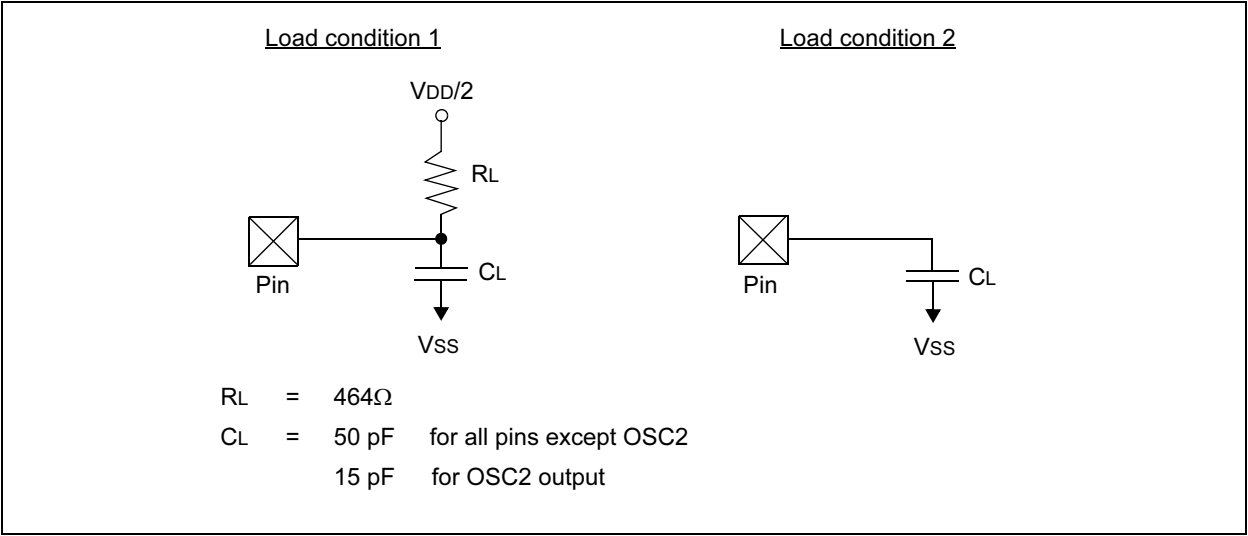 Load condition 1
Load condition 2
VDD/2
RL
Pin
CL
VSS
Pin
CL
VSS
RL = 464Ω
CL = 50 pF for all pins except OSC2
15 pF for OSC2 output